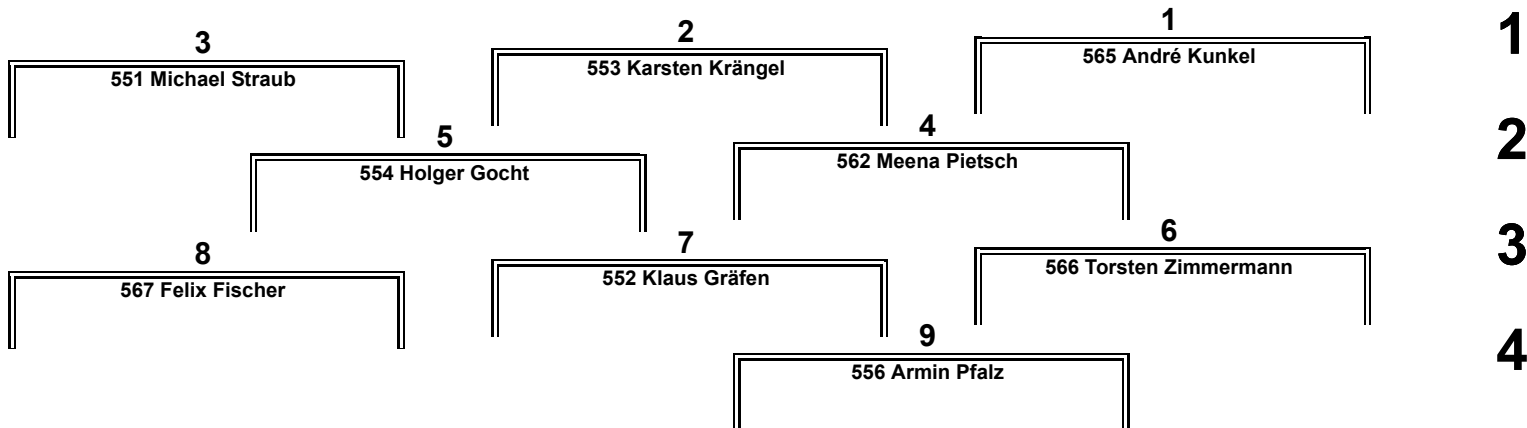 3 2 1 1
551 Michael Straub 553 Karsten Krängel 565 André Kunkel
5 4 2
554 Holger Gocht 562 Meena Pietsch
8 7 6 3
567 Felix Fischer 552 Klaus Gräfen 566 Torsten Zimmermann
9 4
556 Armin Pfalz